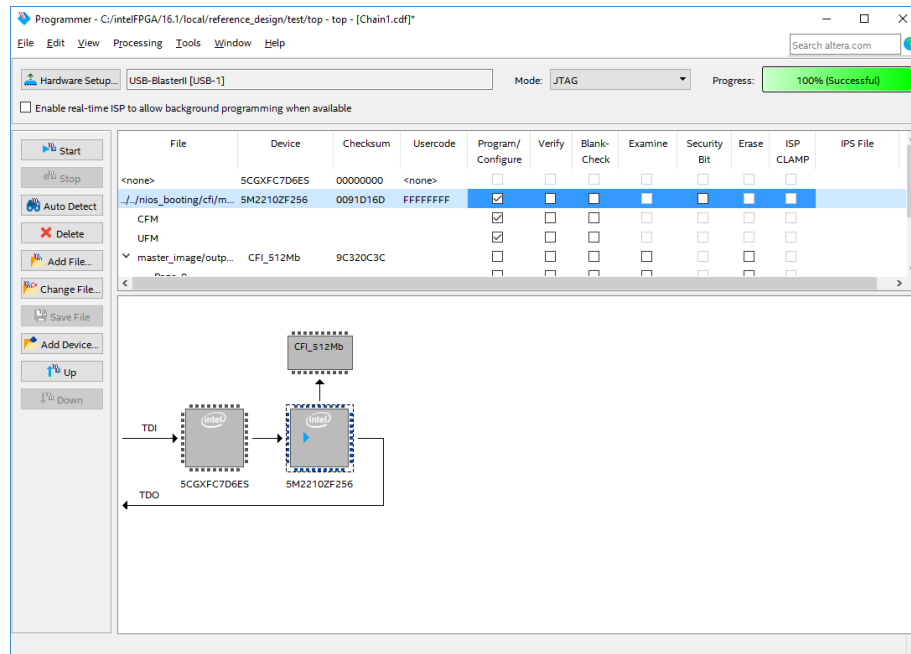 Programmer - C:/intelFPGA/16.1/local/reference_design/test/top - top - [Chain1.cdf]*
File Edit View Processing Tools Window Help
Search altera.com
Hardware Setup... USB-BlasterII [USB-1] Mode: JTAG Progress: 100% (Successful)
Enable real-time ISP to allow background programming when available
Start
Stop
Auto Detect
Delete
Add File...
Change File...
Save File
Add Device...
Up
Down
File Device Checksum Usercode Program/ Configure Verify Blank- Check Examine Security Bit Erase ISP CLAMP IPS File
<none> 5CGXFC7D6ES 00000000 <none>
../../nios_booting/cfi/m... 5M2210ZF256 0091D16D FFFFFFFF
CFM
UFM
master_image/outp... CFI_512Mb 9C320C3C
Page_0
CFI_512Mb
TDI
intel
intel
5CGXFC7D6ES 5M2210ZF256
TDO